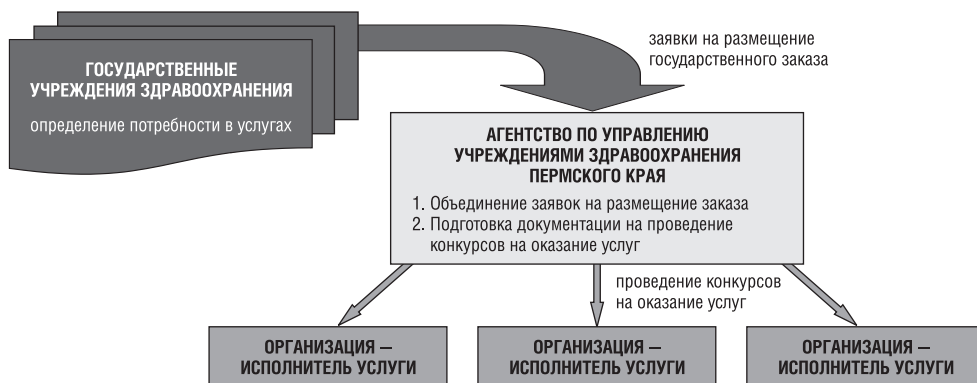 ГОСУДАРСТВЕННЫЕ
УЧРЕЖДЕНИЯ ЗДРАВООХРАНЕНИЯ
определение потребности в услугах
заявки на размещение
государственного заказа
АГЕНТСТВО ПО УПРАВЛЕНИЮ
УЧРЕЖДЕНИЯМИ ЗДРАВООХРАНЕНИЯ
ПЕРМСКОГО КРАЯ
1. Объединение заявок на размещение заказа
2. Подготовка документации на проведение
конкурсов на оказание услуг
проведение конкурсов
на оказание услуг
ОРГАНИЗАЦИЯ –
ИСПОЛНИТЕЛЬ УСЛУГИ
ОРГАНИЗАЦИЯ –
ИСПОЛНИТЕЛЬ УСЛУГИ
ОРГАНИЗАЦИЯ –
ИСПОЛНИТЕЛЬ УСЛУГИ